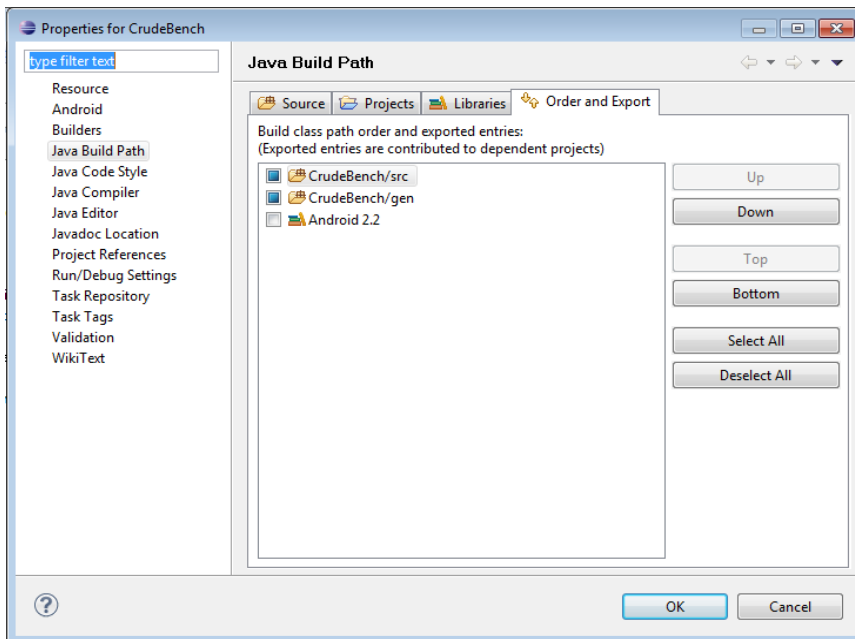 Properties for CrudeBench
type filter text
Resource
Android
Builders
Java Build Path
Java Code Style
Java Compiler
Java Editor
Javadoc Location
Project References
Run/Debug Settings
Task Repository
Task Tags
Validation
WikiText
Java Build Path
Source Projects Libraries Order and Export
Build class path order and exported entries:
(Exported entries are contributed to dependent projects)
CrudeBench/src
CrudeBench/gen
Android 2.2
Up
Down
Top
Bottom
Select All
Deselect All
?
OK Cancel